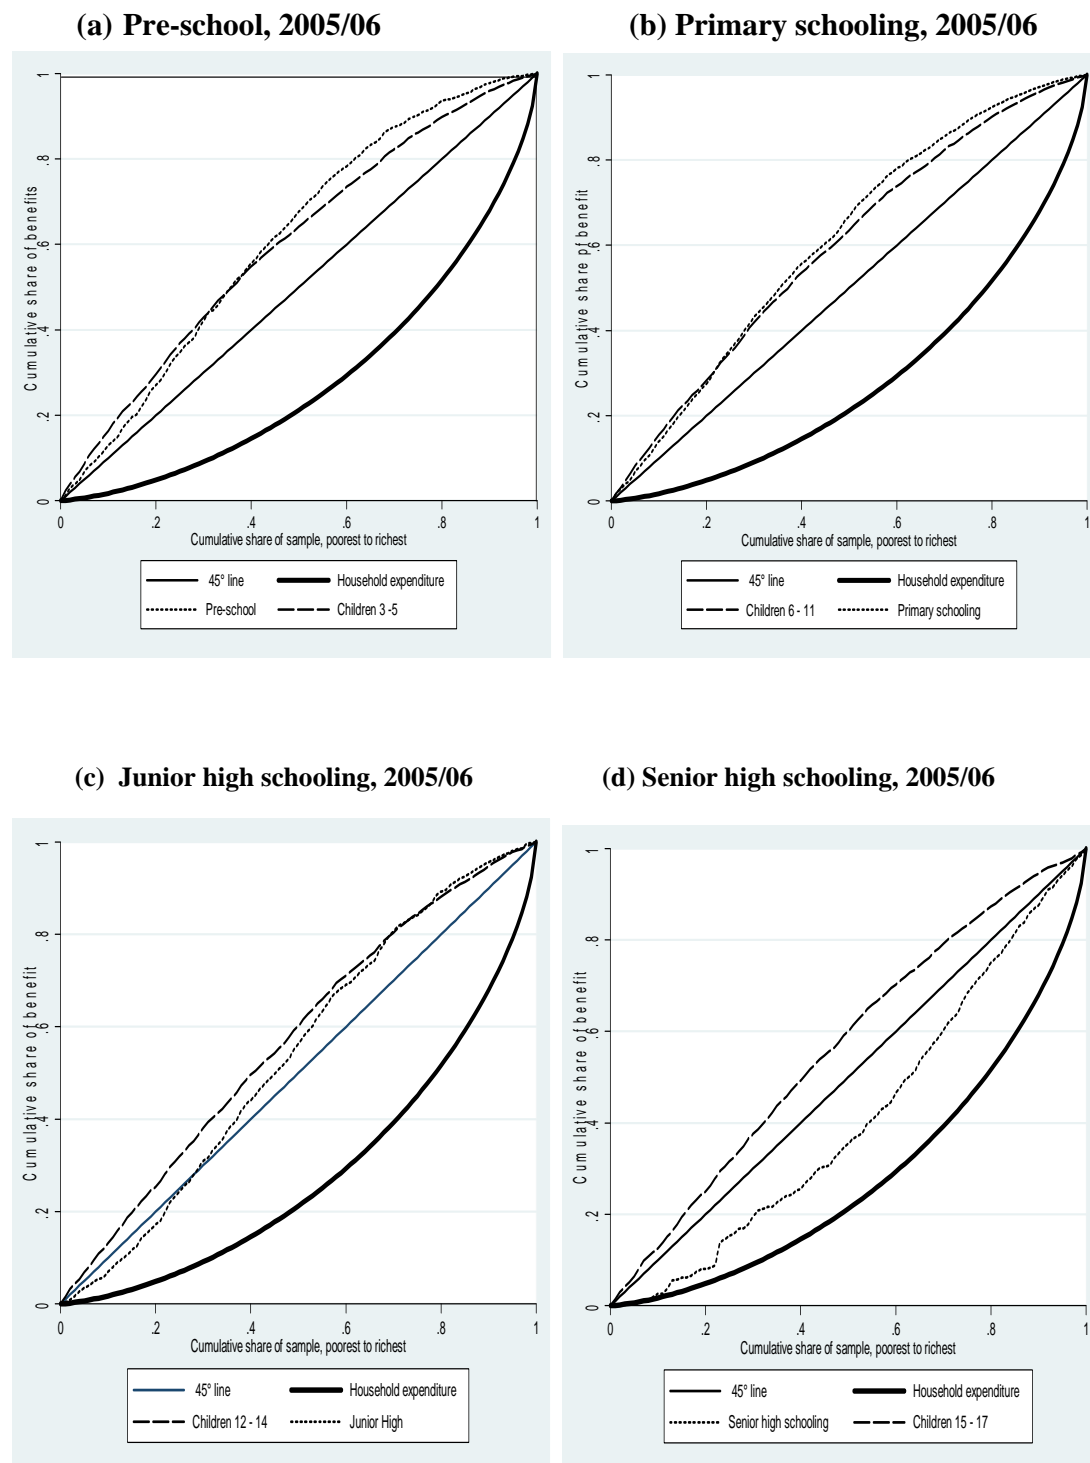 (a) Pre-school, 2005/06
Cumulative share of benefits
0 .2 .4 .6 .8 1
0 .2 .4 .6 .8 1
Cumulative share of sample, poorest to richest
45° line Household expenditure
Pre-school Children 3 -5
(b) Primary schooling, 2005/06
Cumulative share of benefit
0 .2 .4 .6 .8 1
0 .2 .4 .6 .8 1
Cumulative share of sample, poorest to richest
45° line Household expenditure
Children 6 - 11 Primary schooling
(c) Junior high schooling, 2005/06
Cumulative share of benefit
0 .2 .4 .6 .8 1
0 .2 .4 .6 .8 1
Cumulative share of sample, poorest to richest
45° line Household expenditure
Children 12 - 14 Junior High
(d) Senior high schooling, 2005/06
Cumulative share of benefit
0 .2 .4 .6 .8 1
0 .2 .4 .6 .8 1
Cumulative share of sample, poorest to richest
45° line Household expenditure
Senior high schooling Children 15 - 17